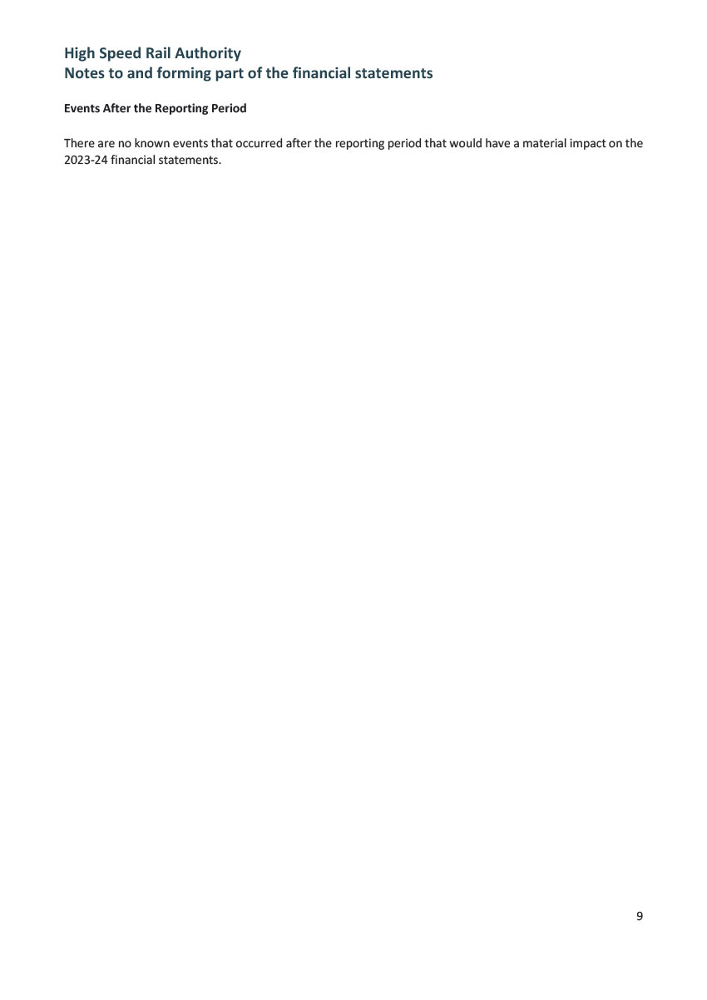 High Speed Rail Authority
Notes to and forming part of the financial statements
Events After the Reporting Period
There are no known events that occurred after the reporting period that would have a material impact on the
2023-24 financial statements.
9